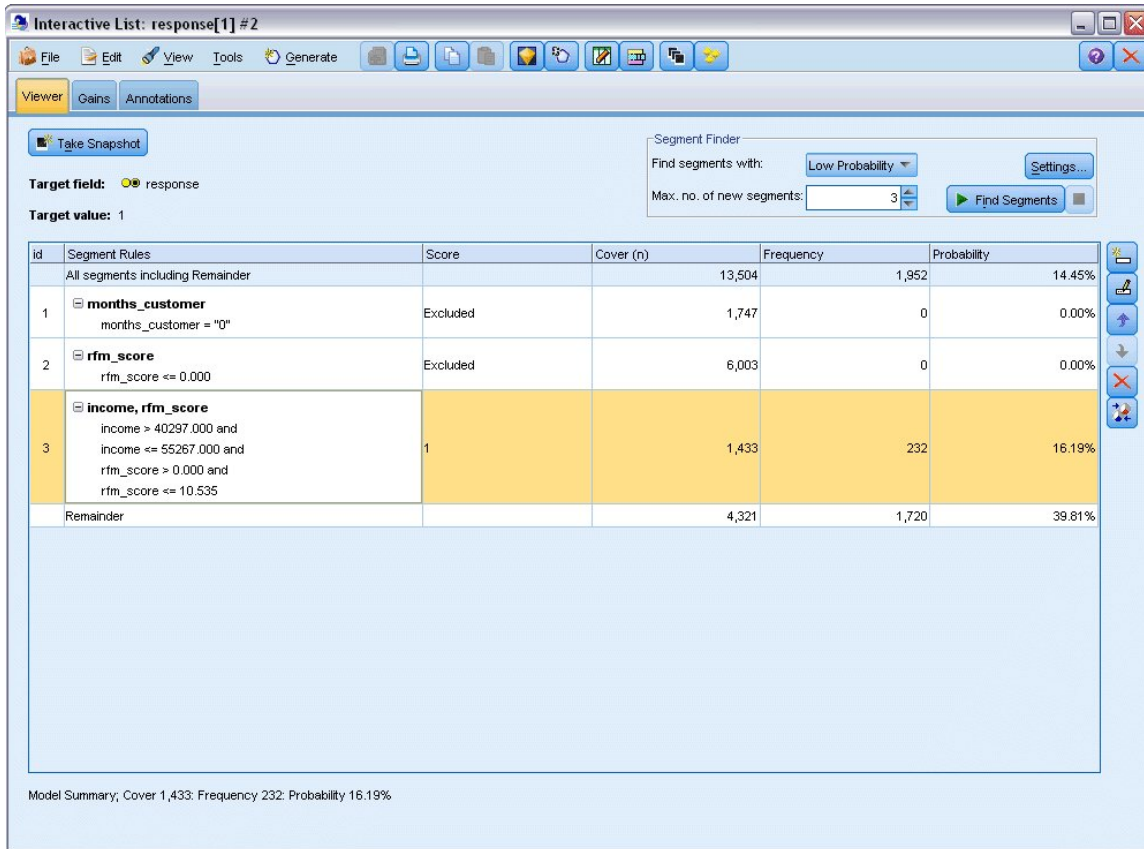 Interactive List: response[1] #2
File Edit View Tools Generate
Viewer Gains Annotations
Take Snapshot
Segment Finder
Find segments with: Low Probability Settings...
Max. no. of new segments: 3 Find Segments
Target field: response
Target value: 1
id Segment Rules Score Cover (n) Frequency Probability
All segments including Remainder 13,504 1,952 14.45%
1 months_customer Excluded 1,747 0 0.00%
months_customer = "0"
2 rfm_score Excluded 6,003 0 0.00%
rfm_score <= 0.000
income, rfm_score
income > 40297.000 and
3 income <= 55267.000 and 1 1,433 232 16.19%
rfm_score > 0.000 and
rfm_score <= 10.535
Remainder 4,321 1,720 39.81%
Model Summary; Cover 1,433: Frequency 232: Probability 16.19%